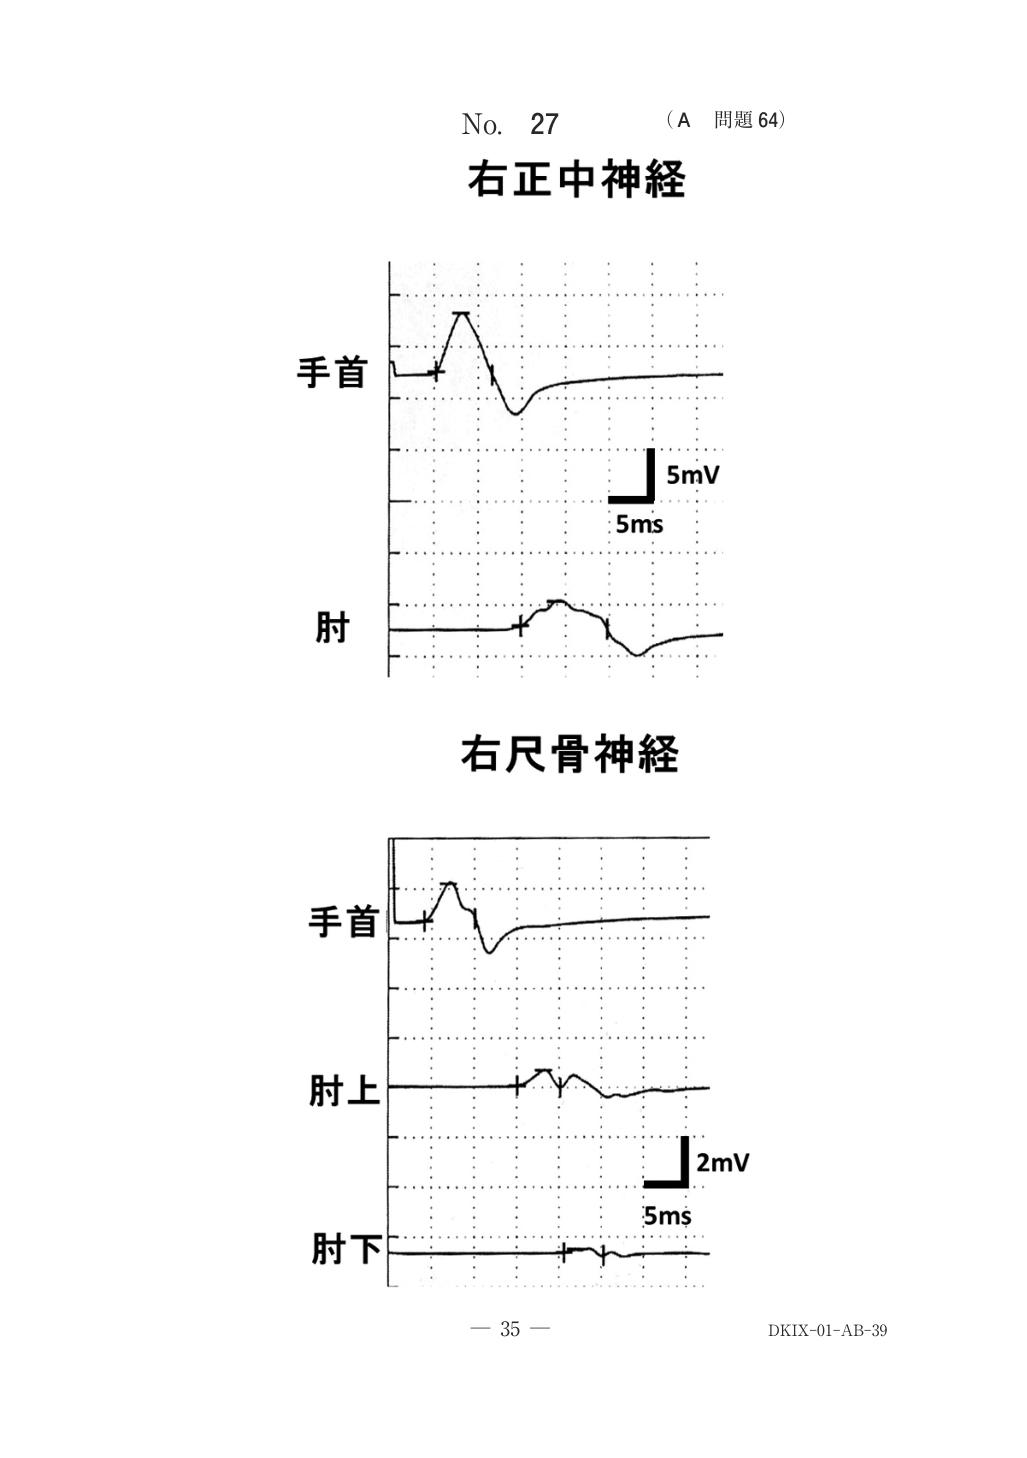 No. 27 (A 問題 64)
右正中神経
手首
5mV
5ms
肘
右尺骨神経
手首
肘上
2mV
5ms
肘下
— 35 —
DKIX-01-AB-39